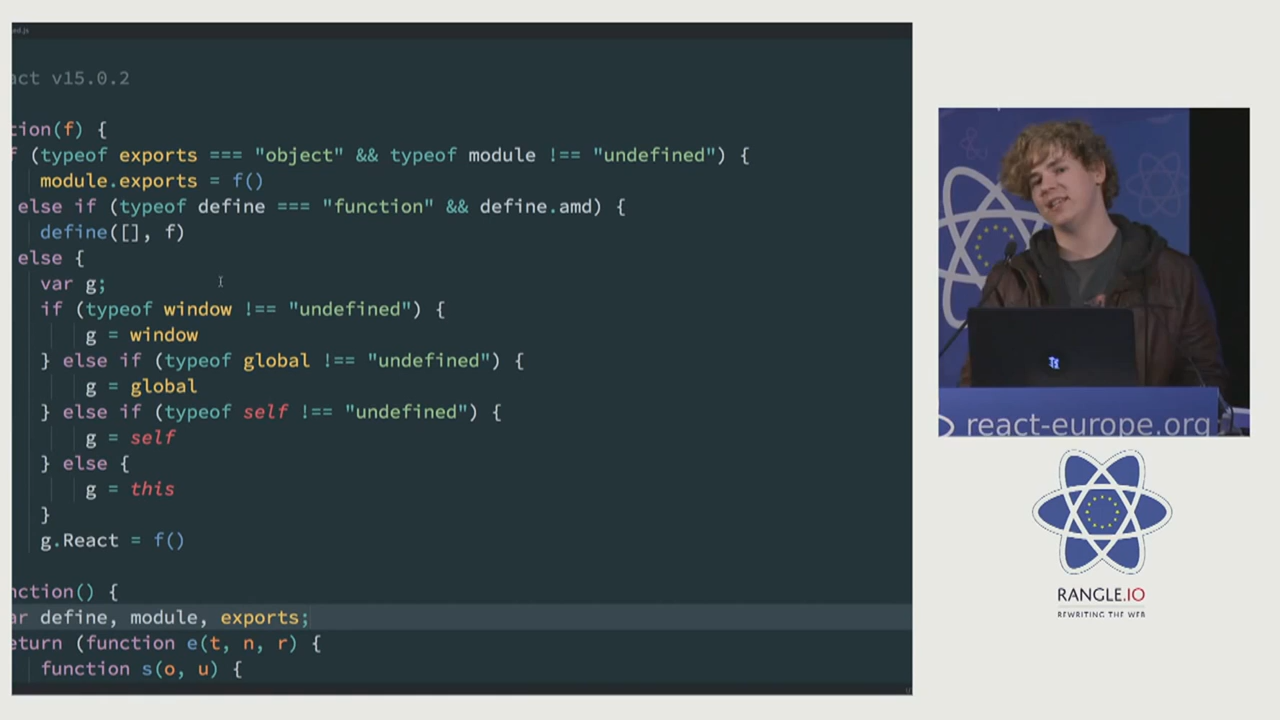 ed.js
act v15.0.2
tion(f) {
f (typeof exports === "object" && typeof module !== "undefined") {
module.exports = f()
else if (typeof define === "function" && define.amd) {
define([], f)
else {
var g;
if (typeof window !== "undefined") {
g = window
} else if (typeof global !== "undefined") {
g = global
} else if (typeof self !== "undefined") {
g = self
} else {
g = this
}
g.React = f()
nction() {
ar define, module, exports;
eturn (function e(t, n, r) {
function s(o, u) {
JS
react-europe.org
RANGLE.IO
REWRITING THE WEB